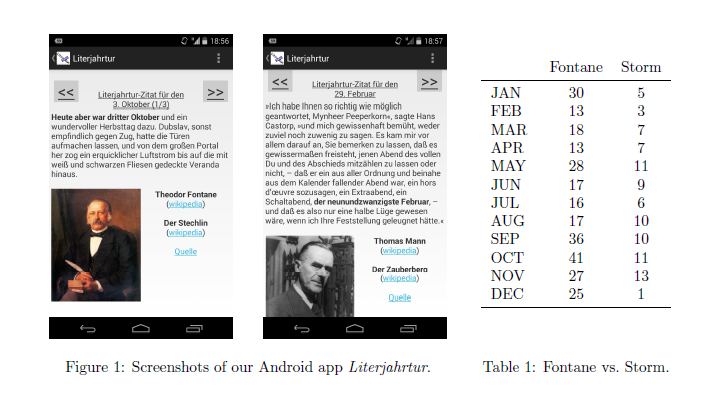 18:56
Literjahrtur
<<
Literjahrtur-Zitat für den
3. Oktober (1/3)
>>
Heute aber war dritter Oktober und ein
wundervoller Herbsttag dazu. Dubslav, sonst
empfindlich gegen Zug, hatte die Türen
aufmachen lassen, und von dem großen Portal
her zog ein erquicklicher Luftstrom bis auf die mit
weiß und schwarzen Fliesen gedeckte Veranda
hinaus.
Theodor Fontane
(wikipedia)
Der Stechlin
(wikipedia)
Quelle
18:57
Literjahrtur
<<
Literjahrtur-Zitat für den
29. Februar
>>
»Ich habe Ihnen so richtig wie möglich
geantwortet, Mynheer Peeperkorn«, sagte Hans
Castorp, »und mich gewissenhaft bemüht, weder
zuviel noch zuwenig zu sagen. Es kam mir vor
allem darauf an, Sie bemerken zu lassen, daß es
gewissermaßen freisteht, jenen Abend des vollen
Du und des Abschieds mitzählen zu lassen oder
nicht, – daß er ein aus aller Ordnung und beinahe
aus dem Kalender fallender Abend war, ein hors
d'œuvre sozusagen, ein Extraabend, ein
Schaltabend, der neunundzwanzigste Februar, –
und daß es also nur eine halbe Lüge gewesen
wäre, wenn ich Ihre Feststellung geleugnet hätte.«
Thomas Mann
(wikipedia)
Der Zauberberg
(wikipedia)
Quelle
Figure 1: Screenshots of our Android app Literjahrtur.
Fontane Storm
JAN 30 5
FEB 13 3
MAR 18 7
APR 13 7
MAY 28 11
JUN 17 9
JUL 16 6
AUG 17 10
SEP 36 10
OCT 41 11
NOV 27 13
DEC 25 1
Table 1: Fontane vs. Storm.